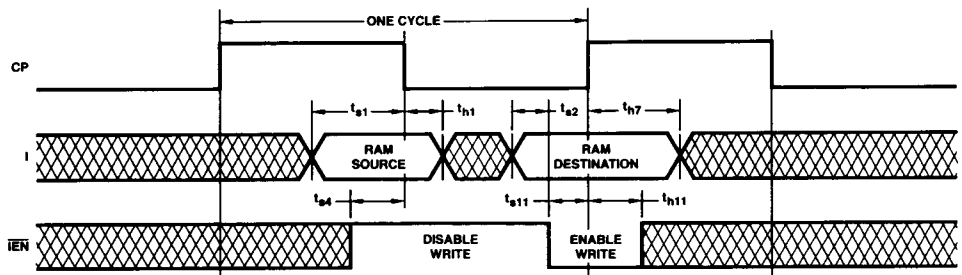 ONE CYCLE
CP
ts1
th1
ts2
th7
I
RAM
SOURCE
RAM
DESTINATION
ts4
ts11
th11
IEN
DISABLE
WRITE
ENABLE
WRITE